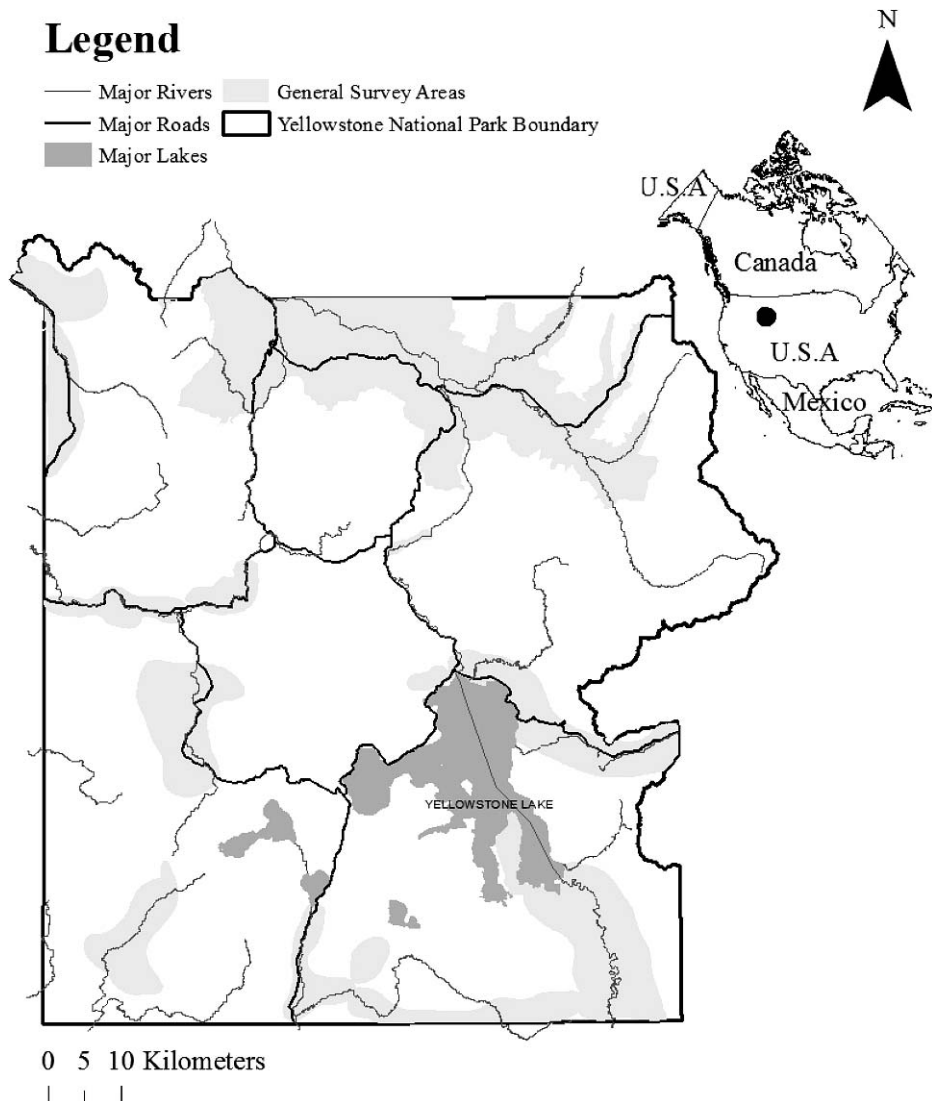 Legend
N
Major Rivers General Survey Areas
Major Roads Yellowstone National Park Boundary
Major Lakes
U.S.A
Canada
U.S.A
Mexico
YELLOWSTONE LAKE
0 5 10 Kilometers